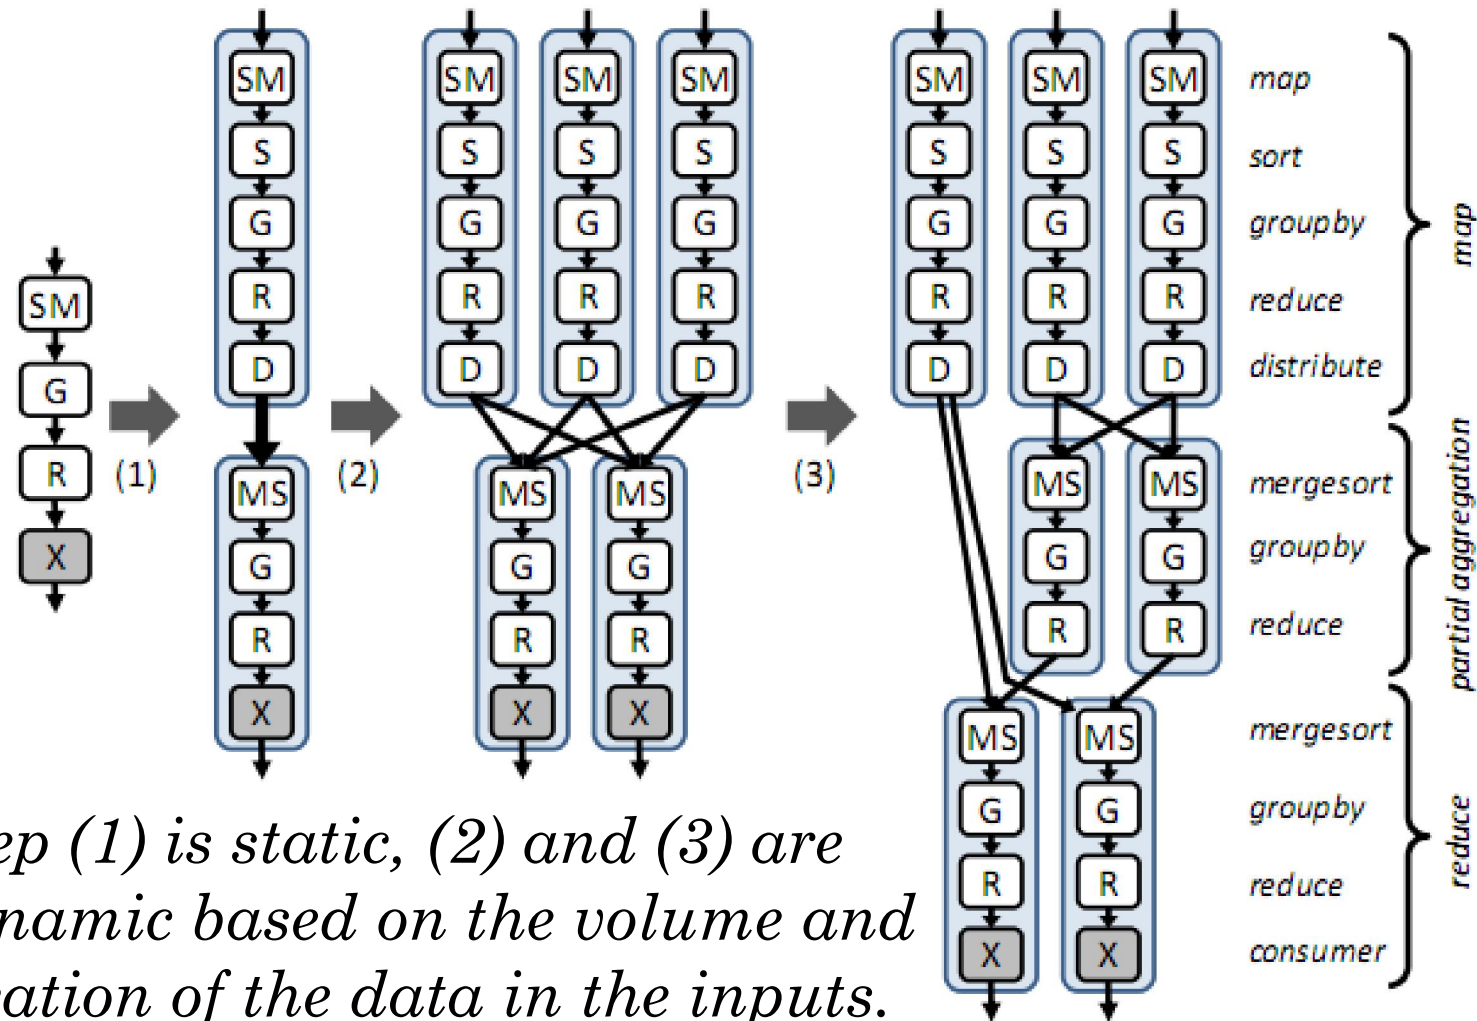 SM
G
R
X
(1)
SM
S
G
R
D
MS
G
R
X
(2)
SM SM SM
S S S
G G G
R R R
D D D
MS MS
G G
R R
X X
(3)
SM SM SM map
S S S sort
G G G groupby
R R R reduce
D D D distribute
map
MS MS mergesort
G G groupby
R R reduce
partial aggregation
MS MS mergesort
G G groupby
R R reduce
X X consumer
reduce
ep (1) is static, (2) and (3) are
namic based on the volume and
ation of the data in the inputs.